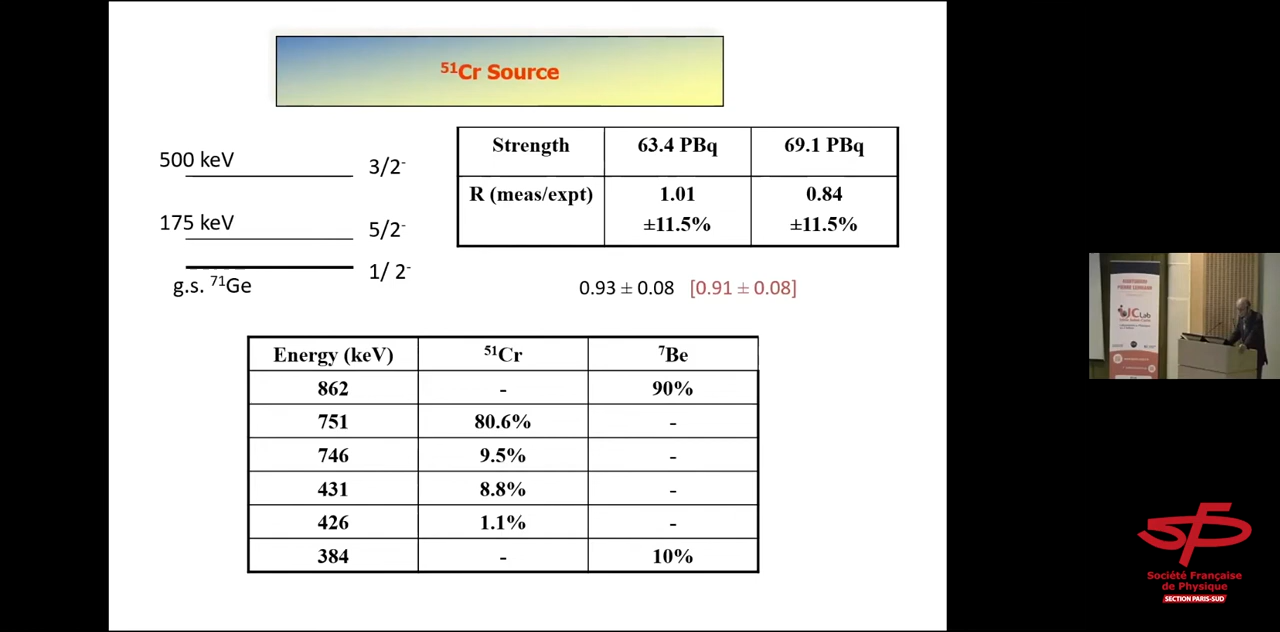 ⁵¹Cr Source
500 keV
3/2⁻
175 keV
5/2⁻
1/ 2⁻
g.s. ⁷¹Ge
Strength 63.4 PBq 69.1 PBq
R (meas/expt) 1.01 0.84
±11.5% ±11.5%
0.93 ± 0.08 [0.91 ± 0.08]
Energy (keV) ⁵¹Cr ⁷Be
862 - 90%
751 80.6% -
746 9.5% -
431 8.8% -
426 1.1% -
384 - 10%
JCLab
SFP
Société Française
de Physique
SECTION PARIS-SUD